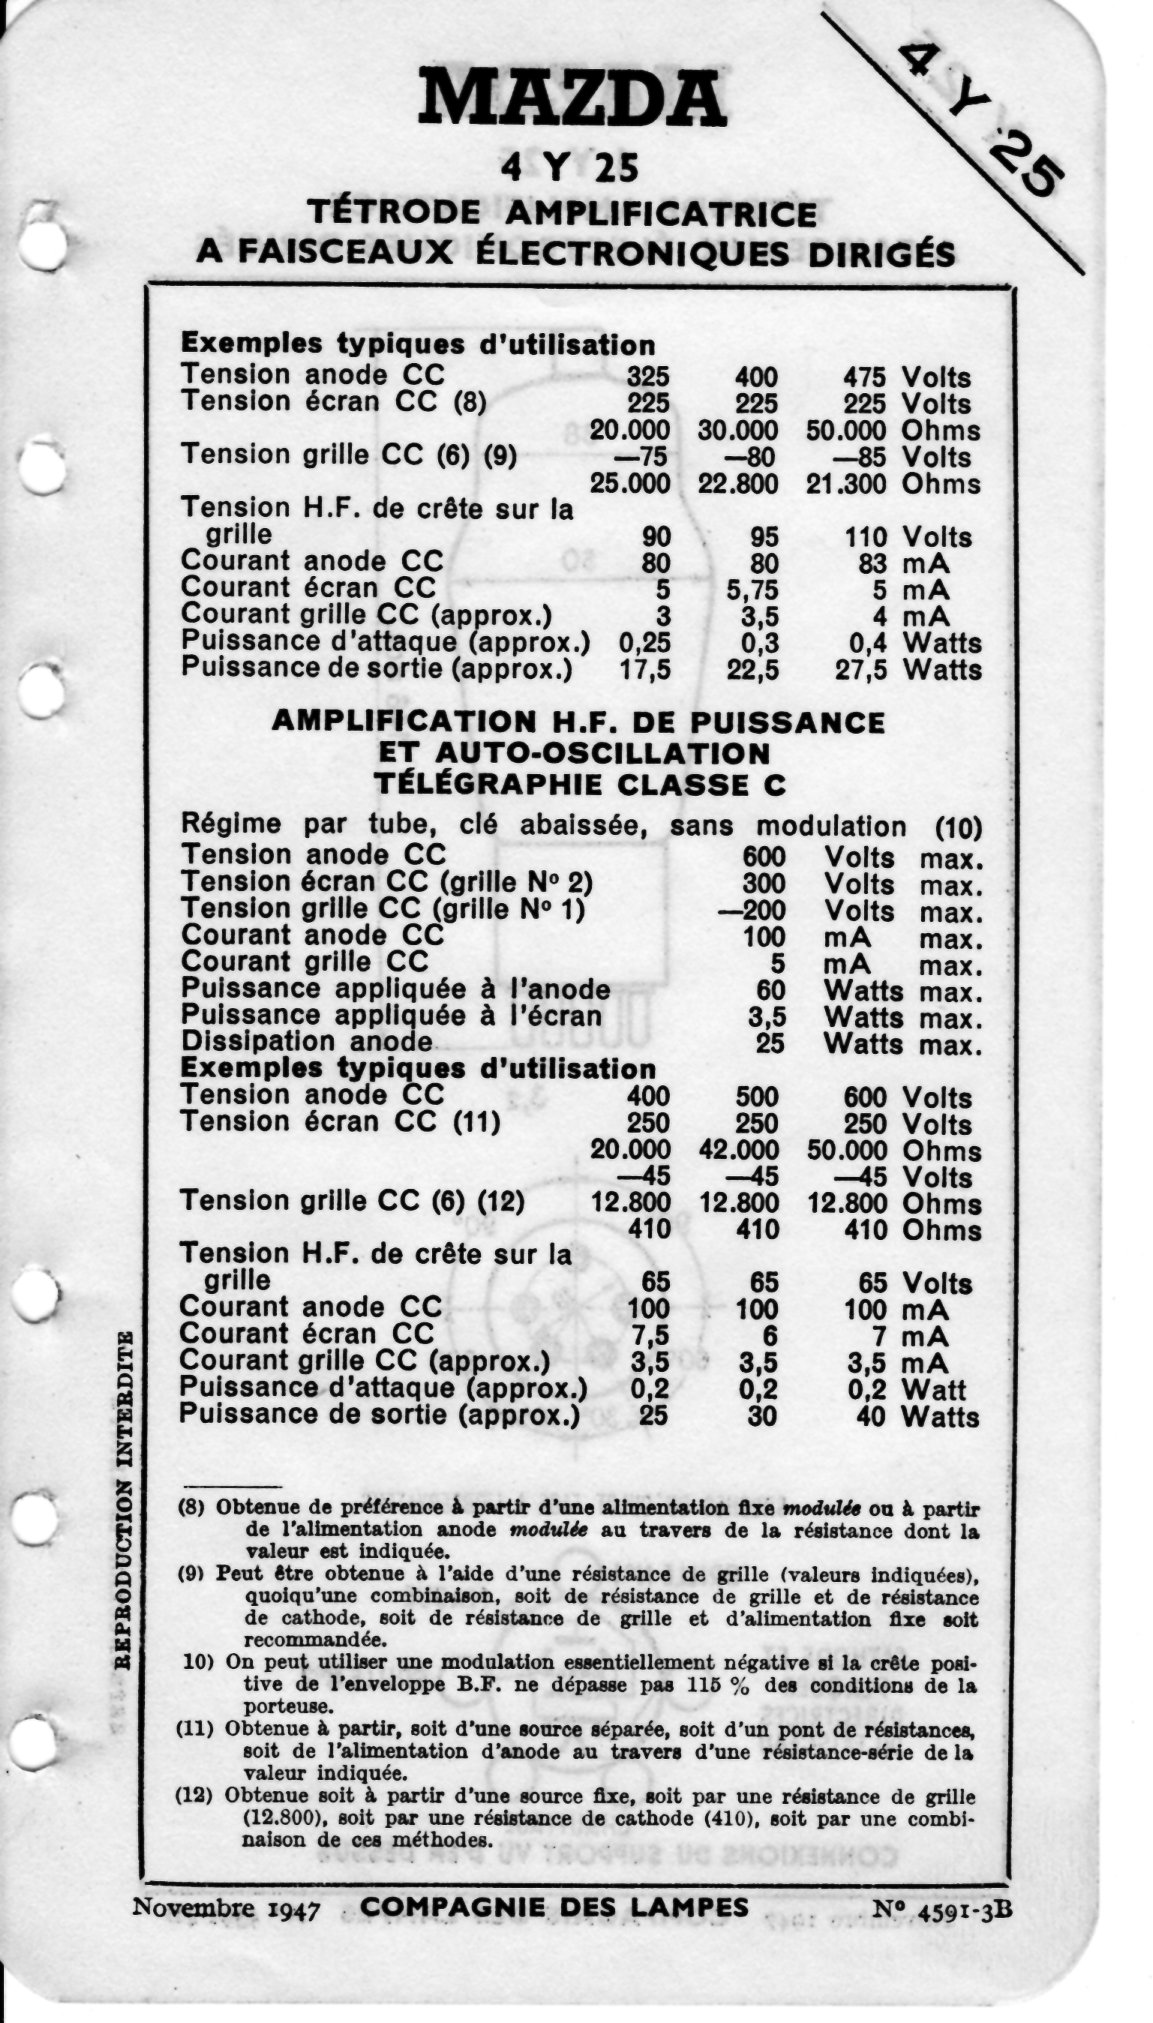 4 Y 25
MAZDA
4 Y 25
TÉTRODE AMPLIFICATRICE
A FAISCEAUX ÉLECTRONIQUES DIRIGÉS
Exemples typiques d'utilisation
Tension anode CC 325 400 475 Volts
Tension écran CC (8) 225 225 225 Volts
20.000 30.000 50.000 Ohms
Tension grille CC (6) (9) —75 —80 —85 Volts
25.000 22.800 21.300 Ohms
Tension H.F. de crête sur la
grille 90 95 110 Volts
Courant anode CC 80 80 83 mA
Courant écran CC 5 5,75 5 mA
Courant grille CC (approx.) 3 3,5 4 mA
Puissance d'attaque (approx.) 0,25 0,3 0,4 Watts
Puissance de sortie (approx.) 17,5 22,5 27,5 Watts
AMPLIFICATION H.F. DE PUISSANCE
ET AUTO-OSCILLATION
TÉLÉGRAPHIE CLASSE C
Régime par tube, clé abaissée, sans modulation (10)
Tension anode CC 600 Volts max.
Tension écran CC (grille Nº 2) 300 Volts max.
Tension grille CC (grille Nº 1) —200 Volts max.
Courant anode CC 100 mA max.
Courant grille CC 5 mA max.
Puissance appliquée à l'anode 60 Watts max.
Puissance appliquée à l'écran 3,5 Watts max.
Dissipation anode 25 Watts max.
Exemples typiques d'utilisation
Tension anode CC 400 500 600 Volts
Tension écran CC (11) 250 250 250 Volts
20.000 42.000 50.000 Ohms
—45 —45 —45 Volts
Tension grille CC (6) (12) 12.800 12.800 12.800 Ohms
410 410 410 Ohms
Tension H.F. de crête sur la
grille 65 65 65 Volts
Courant anode CC 100 100 100 mA
Courant écran CC 7,5 6 7 mA
Courant grille CC (approx.) 3,5 3,5 3,5 mA
Puissance d'attaque (approx.) 0,2 0,2 0,2 Watt
Puissance de sortie (approx.) 25 30 40 Watts
(8) Obtenue de préférence à partir d'une alimentation fixe modulée ou à partir
de l'alimentation anode modulée au travers de la résistance dont la
valeur est indiquée.
(9) Peut être obtenue à l'aide d'une résistance de grille (valeurs indiquées),
quoiqu'une combinaison, soit de résistance de grille et de résistance
de cathode, soit de résistance de grille et d'alimentation fixe soit
recommandée.
10) On peut utiliser une modulation essentiellement négative si la crête posi-
tive de l'enveloppe B.F. ne dépasse pas 115 % des conditions de la
porteuse.
(11) Obtenue à partir, soit d'une source séparée, soit d'un pont de résistances,
soit de l'alimentation d'anode au travers d'une résistance-série de la
valeur indiquée.
(12) Obtenue soit à partir d'une source fixe, soit par une résistance de grille
(12.800), soit par une résistance de cathode (410), soit par une combi-
naison de ces méthodes.
REPRODUCTION INTERDITE
Novembre 1947 COMPAGNIE DES LAMPES Nº 4591-3B